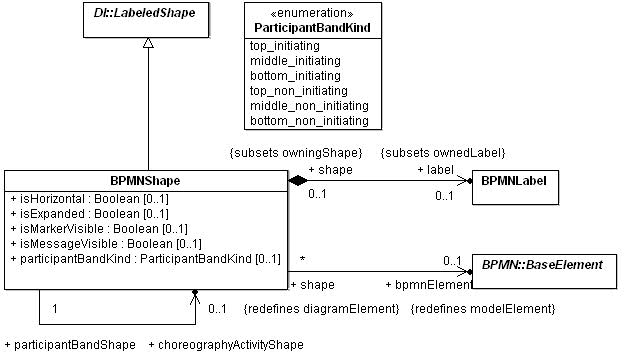 DI::LabeledShape
«enumeration»
ParticipantBandKind
top_initiating
middle_initiating
bottom_initiating
top_non_initiating
middle_non_initiating
bottom_non_initiating
{subsets owningShape} {subsets ownedLabel}
BPMNShape
+ shape + label
BPMNLabel
0..1 0..1
+ isHorizontal : Boolean [0..1]
+ isExpanded : Boolean [0..1]
+ isMarkerVisible : Boolean [0..1]
+ isMessageVisible : Boolean [0..1]
+ participantBandKind : ParticipantBandKind [0..1]
* 0..1
BPMN::BaseElement
+ shape + bpmnElement
1 0..1 {redefines diagramElement} {redefines modelElement}
+ participantBandShape + choreographyActivityShape